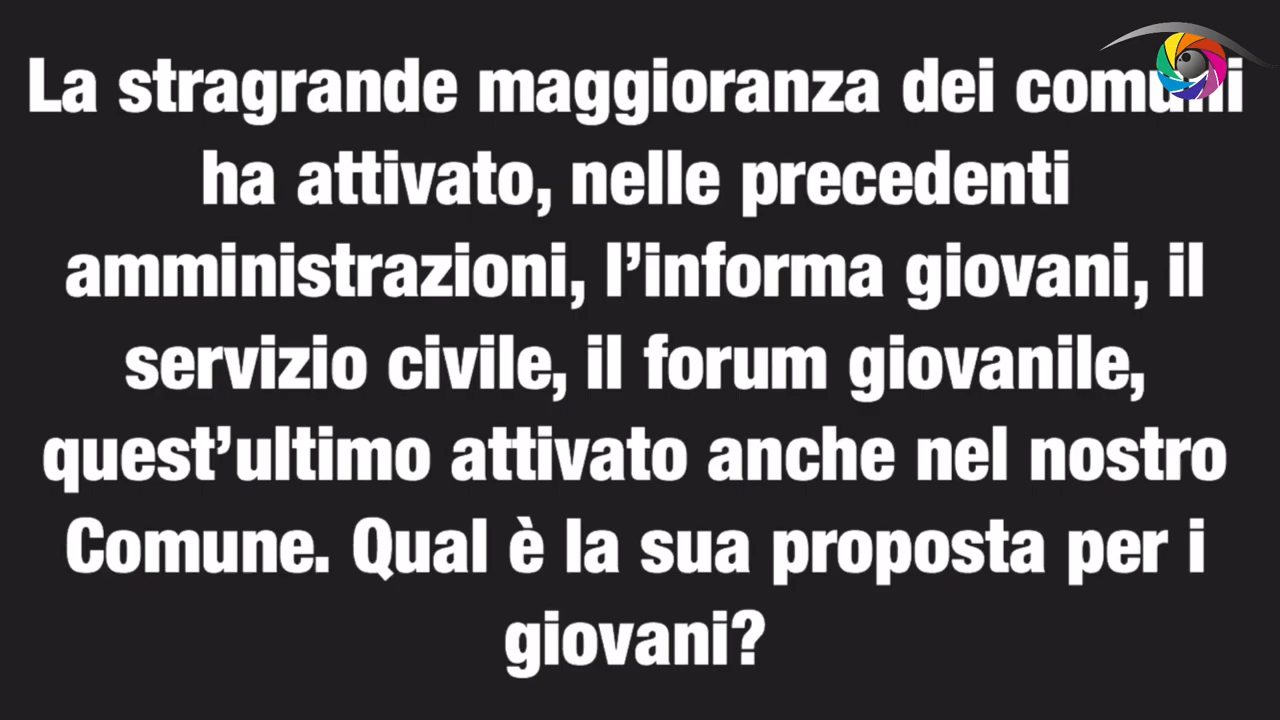 La stragrande maggioranza dei comuni
ha attivato, nelle precedenti
amministrazioni, l’informa giovani, il
servizio civile, il forum giovanile,
quest’ultimo attivato anche nel nostro
Comune. Qual è la sua proposta per i
giovani?